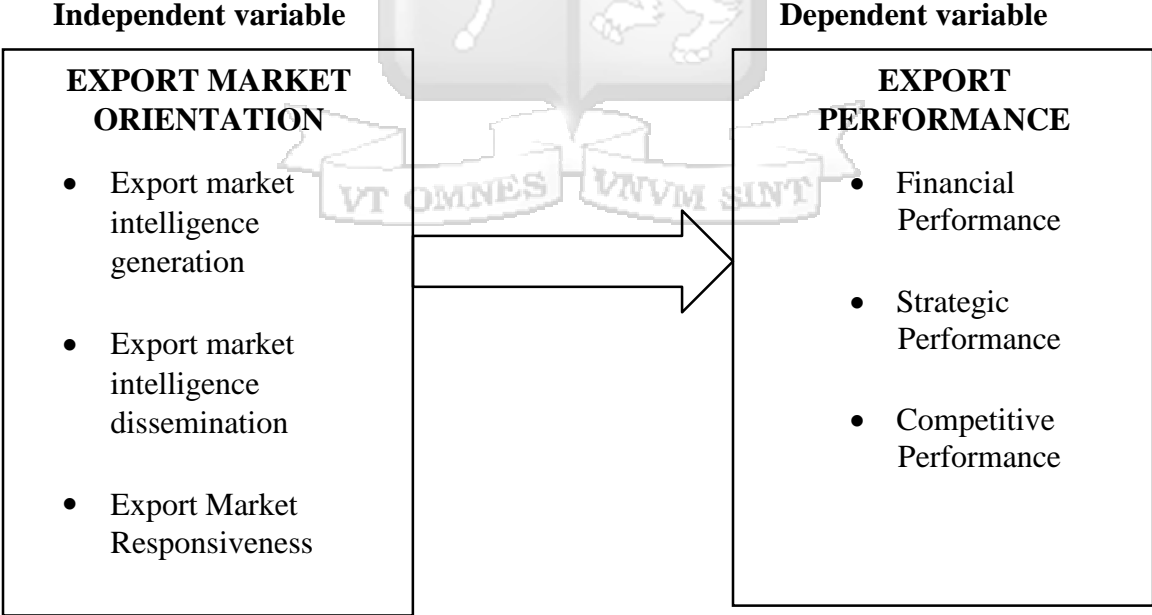 Independent variable
Dependent variable
EXPORT MARKET
ORIENTATION
• Export market
intelligence
generation
• Export market
intelligence
dissemination
• Export Market
Responsiveness
VT OMNES VNVM SINT
EXPORT
PERFORMANCE
• Financial
Performance
• Strategic
Performance
• Competitive
Performance